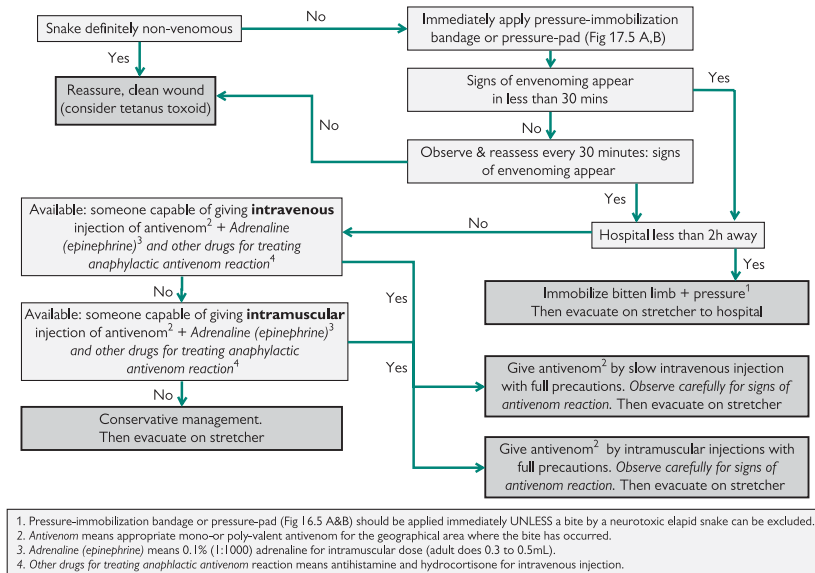 Snake definitely non-venomous
No
Immediately apply pressure-immobilization
bandage or pressure-pad (Fig 17.5 A,B)
Yes
Signs of envenoming appear
in less than 30 mins
Yes
Reassure, clean wound
(consider tetanus toxoid)
No
No
Observe & reassess every 30 minutes: signs
of envenoming appear
Yes
Available: someone capable of giving intravenous
injection of antivenom2 + Adrenaline
(epinephrine)3 and other drugs for treating
anaphylactic antivenom reaction4
No
Hospital less than 2h away
Yes
No
Yes
Immobilize bitten limb + pressure1
Then evacuate on stretcher to hospital
Available: someone capable of giving intramuscular
injection of antivenom2 + Adrenaline (epinephrine)3
and other drugs for treating anaphylactic
antivenom reaction4
Yes
Give antivenom2 by slow intravenous injection
with full precautions. Observe carefully for signs of
antivenom reaction. Then evacuate on stretcher
No
Conservative management.
Then evacuate on stretcher
Give antivenom2 by intramuscular injections with
full precautions. Observe carefully for signs of
antivenom reaction. Then evacuate on stretcher
1. Pressure-immobilization bandage or pressure-pad (Fig 16.5 A&B) should be applied immediately UNLESS a bite by a neurotoxic elapid snake can be excluded.
2. Antivenom means appropriate mono-or poly-valent antivenom for the geographical area where the bite has occurred.
3. Adrenaline (epinephrine) means 0.1% (1:1000) adrenaline for intramuscular dose (adult does 0.3 to 0.5mL).
4. Other drugs for treating anaphlactic antivenom reaction means antihistamine and hydrocortisone for intravenous injection.